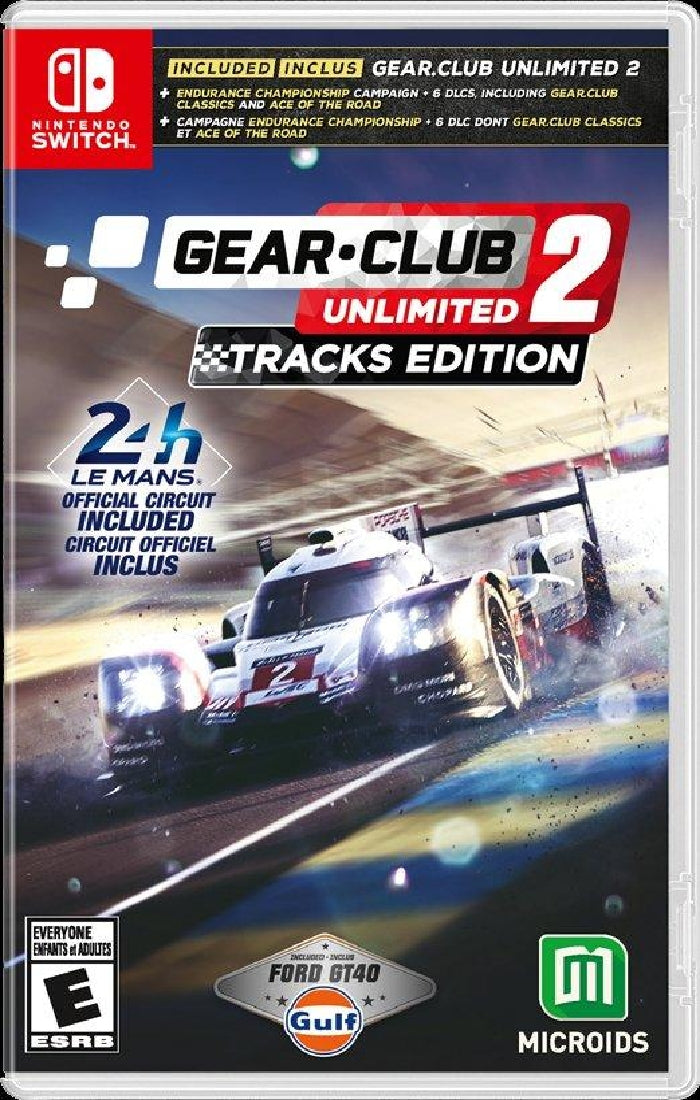 INCLUDED INCLUS GEAR.CLUB UNLIMITED 2
+ ENDURANCE CHAMPIONSHIP CAMPAIGN + 6 DLCS, INCLUDING GEAR.CLUB
CLASSICS AND ACE OF THE ROAD
+ CAMPAGNE ENDURANCE CHAMPIONSHIP + 6 DLC DONT GEAR.CLUB CLASSICS
ET ACE OF THE ROAD
NINTENDO
SWITCH™
GEAR•CLUB
UNLIMITED 2
TRACKS EDITION
24h
LE MANS®
OFFICIAL CIRCUIT
INCLUDED
CIRCUIT OFFICIEL
INCLUS
PORSCHE
2
CHOPARD
EVERYONE
ENFANTS et ADULTES
E
ESRB
INCLUDED - INCLUS
FORD GT40
Gulf
m
MICROIDS